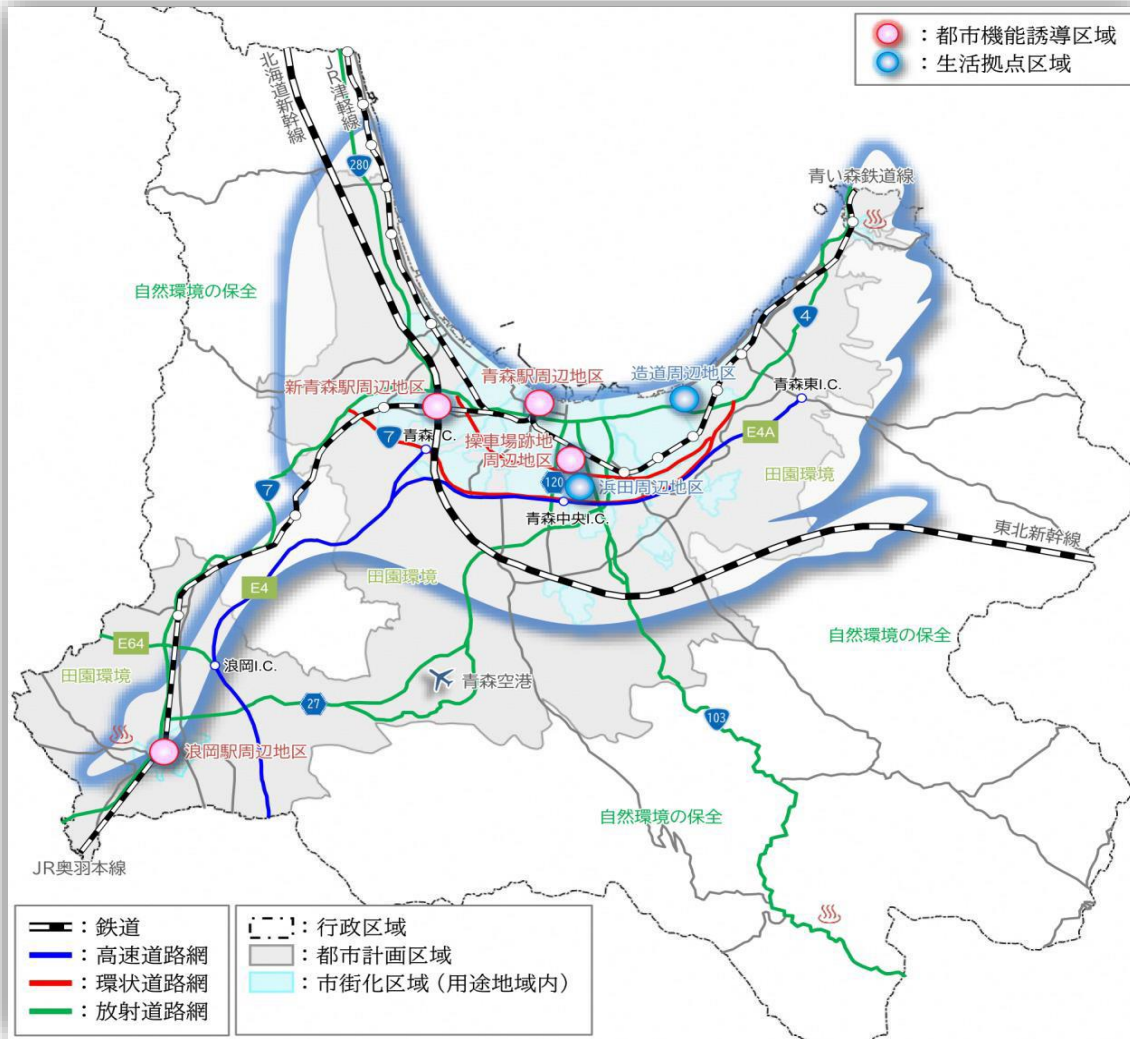 ：都市機能誘導区域
：生活拠点区域
北海道新幹線
JR津軽線
280
青い森鉄道線
自然環境の保全
4
新青森駅周辺地区
青森駅周辺地区
造道周辺地区
青森東I.C.
7
青森I.C.
操車場跡地
周辺地区
E4A
120
浜田周辺地区
田園環境
7
青森中央I.C.
東北新幹線
E4
田園環境
E64
自然環境の保全
浪岡I.C.
田園環境
青森空港
27
103
浪岡駅周辺地区
自然環境の保全
JR奥羽本線
：鉄道
：高速道路網
：環状道路網
：放射道路網
：行政区域
：都市計画区域
：市街化区域（用途地域内）